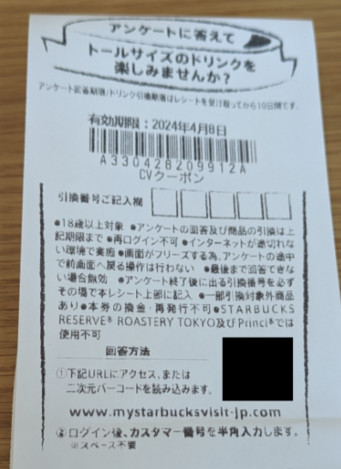 アンケートに答えて
トールサイズのドリンクを
楽しみませんか？
アンケート回答期限/ドリンク引換期限はレシートを受け取ってから10日間です。
有効期限：2024年4月8日
A330428209912A
CVクーポン
引換番号ご記入欄
●18歳以上対象 ●アンケートの回答及び商品の引換は上
記期限まで ●再ログイン不可 ●インターネットが途切れな
い環境で実施 ●画面がフリーズする為、アンケートの途中
で前画面へ戻る操作は行わない ●最後まで回答できな
い場合無効 ●アンケート終了後に出る引換番号を必ず
その場で本レシート上部に記入 ●一部引換対象外商品
あり ●本券の換金・再発行不可 ●STARBUCKS
RESERVE® ROASTERY TOKYO及びPrinci®では
使用不可
回答方法
①下記URLにアクセス、または
二次元バーコードを読み込みます。
www.mystarbucksvisit-jp.com
②ログイン後、カスタマー番号を半角入力します。
※スペース不要